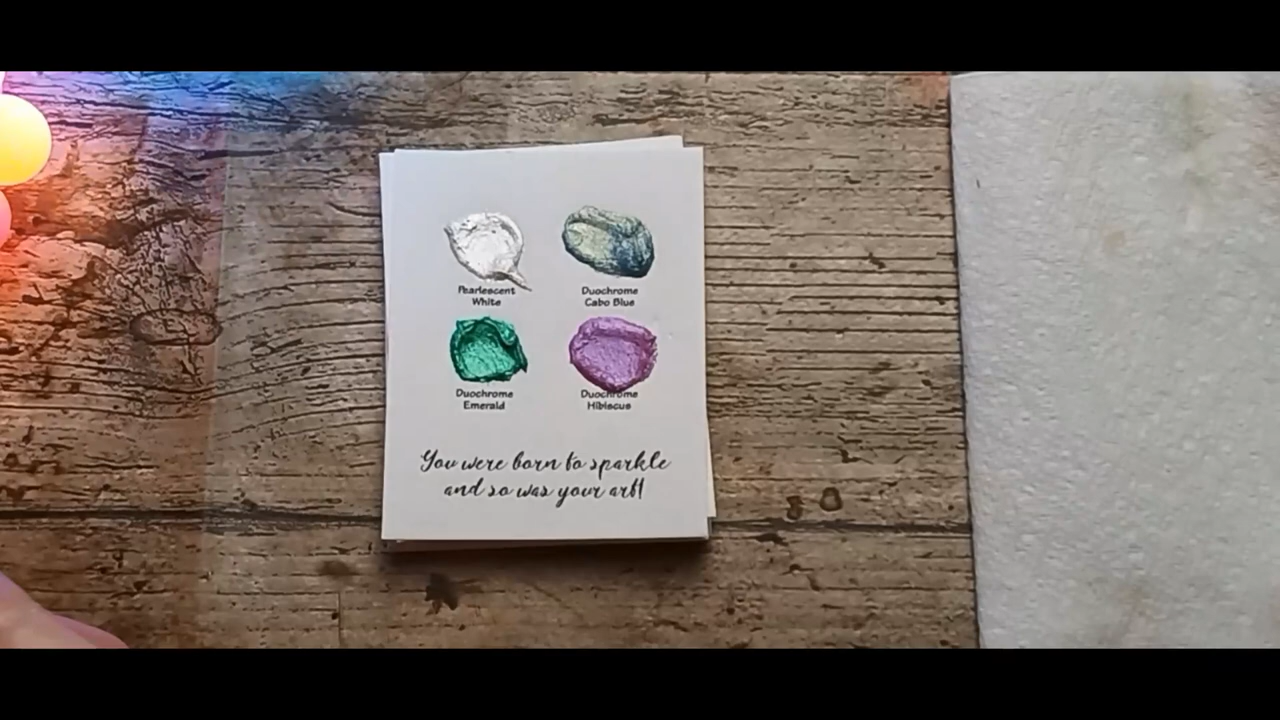 Pearlescent
White
Duochrome
Cabo Blue
Duochrome
Emerald
Duochrome
Hibiscus
You were born to sparkle
and so was your art!